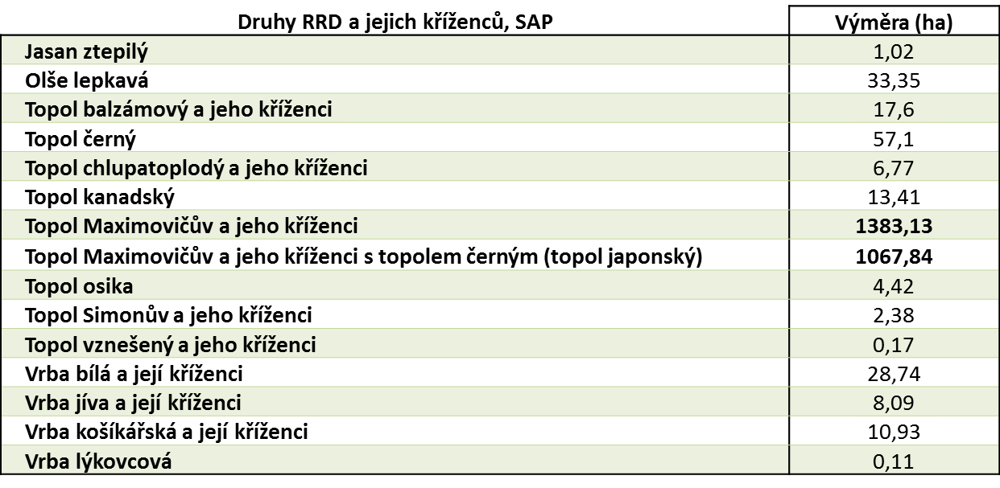 Druhy RRD a jejich kříženců, SAP Výměra (ha)
Jasan ztepilý 1,02
Olše lepkavá 33,35
Topol balzámový a jeho kříženci 17,6
Topol černý 57,1
Topol chlupatoplodý a jeho kříženci 6,77
Topol kanadský 13,41
Topol Maximovičův a jeho kříženci 1383,13
Topol Maximovičův a jeho kříženci s topolem černým (topol japonský) 1067,84
Topol osika 4,42
Topol Simonův a jeho kříženci 2,38
Topol vznešený a jeho kříženci 0,17
Vrba bílá a její kříženci 28,74
Vrba jíva a její kříženci 8,09
Vrba košíkářská a její kříženci 10,93
Vrba lýkovcová 0,11